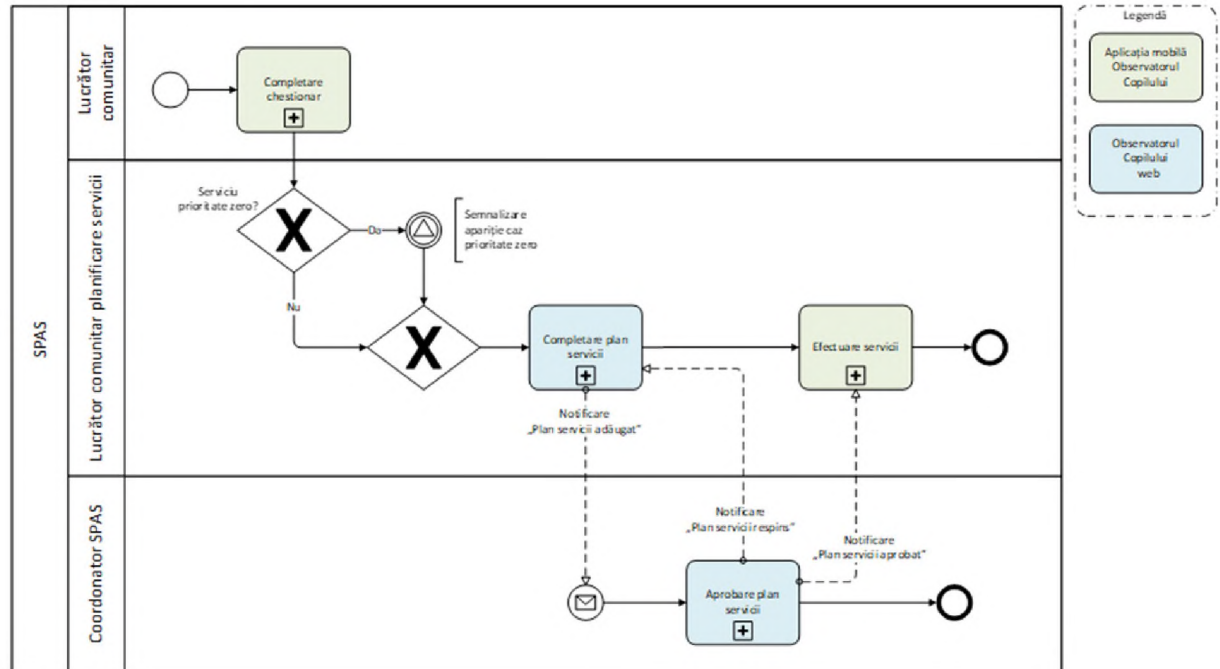 Legendă
Aplicația mobilă
Observatorul
Copilului
Observatorul
Copilului
web
SPAS
Lucrător
comunitar
Completare
chestionar
Lucrător comunitar planificare servicii
Serviciu
prioritate zero?
Da
Nu
Semnalizare
apariție caz
prioritate zero
X
X
Completare plan
servicii
Efectuare servicii
Notificare
„Plan servicii adăugat"
Coordonator SPAS
Notificare
„Plan servicii respins"
Notificare
„Plan servicii aprobat"
Aprobare plan
servicii